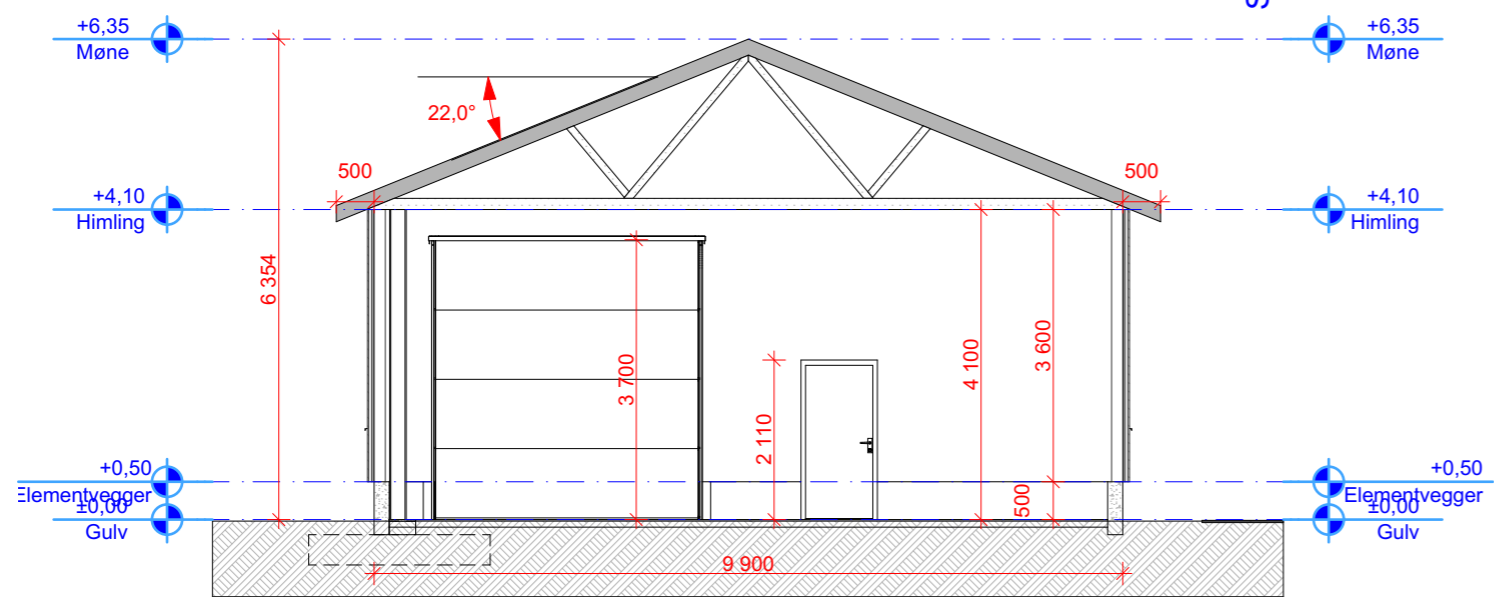 +6,35
Møne
+6,35
Møne
22,0°
500
500
+4,10
Himling
+4,10
Himling
6 354
3 700
2 110
4 100
3 600
500
+0,50
Elementvegger
±0,00
Gulv
+0,50
Elementvegger
±0,00
Gulv
9 900